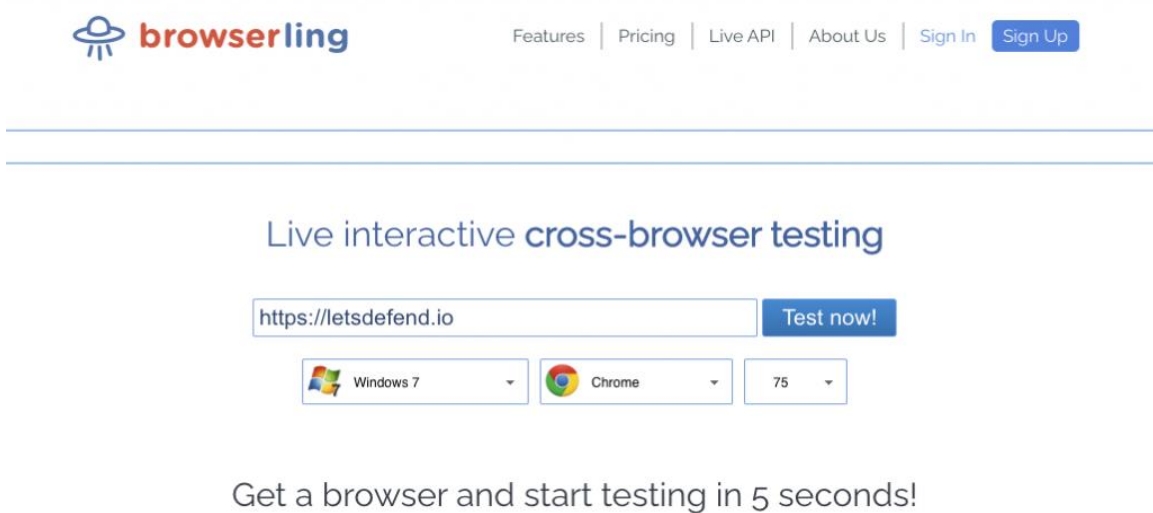 browserling
Features | Pricing | Live API | About Us | Sign In Sign Up
Live interactive cross-browser testing
https://letsdefend.io Test now!
7 Windows 7 Chrome 75
Get a browser and start testing in 5 seconds!